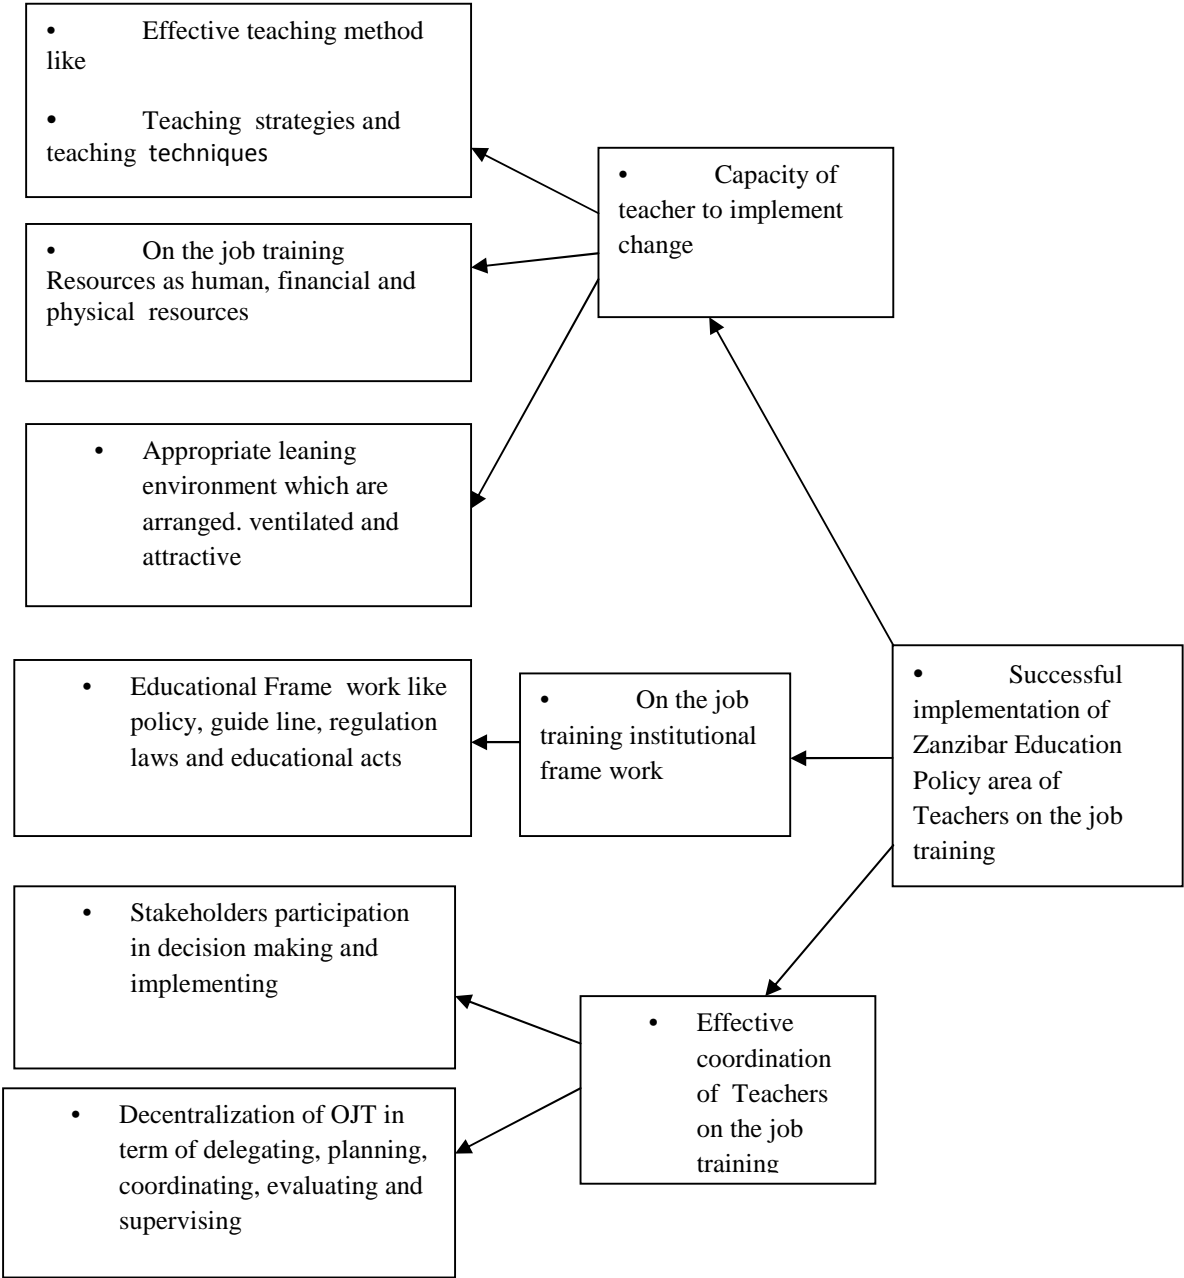 • Effective teaching method
like
• Teaching strategies and
teaching techniques
• On the job training
Resources as human, financial and
physical resources
• Appropriate leaning
environment which are
arranged. ventilated and
attractive
• Educational Frame work like
policy, guide line, regulation
laws and educational acts
• Stakeholders participation
in decision making and
implementing
• Decentralization of OJT in
term of delegating, planning,
coordinating, evaluating and
supervising
• Capacity of
teacher to implement
change
• On the job
training institutional
frame work
• Effective
coordination
of Teachers
on the job
training
• Successful
implementation of
Zanzibar Education
Policy area of
Teachers on the job
training